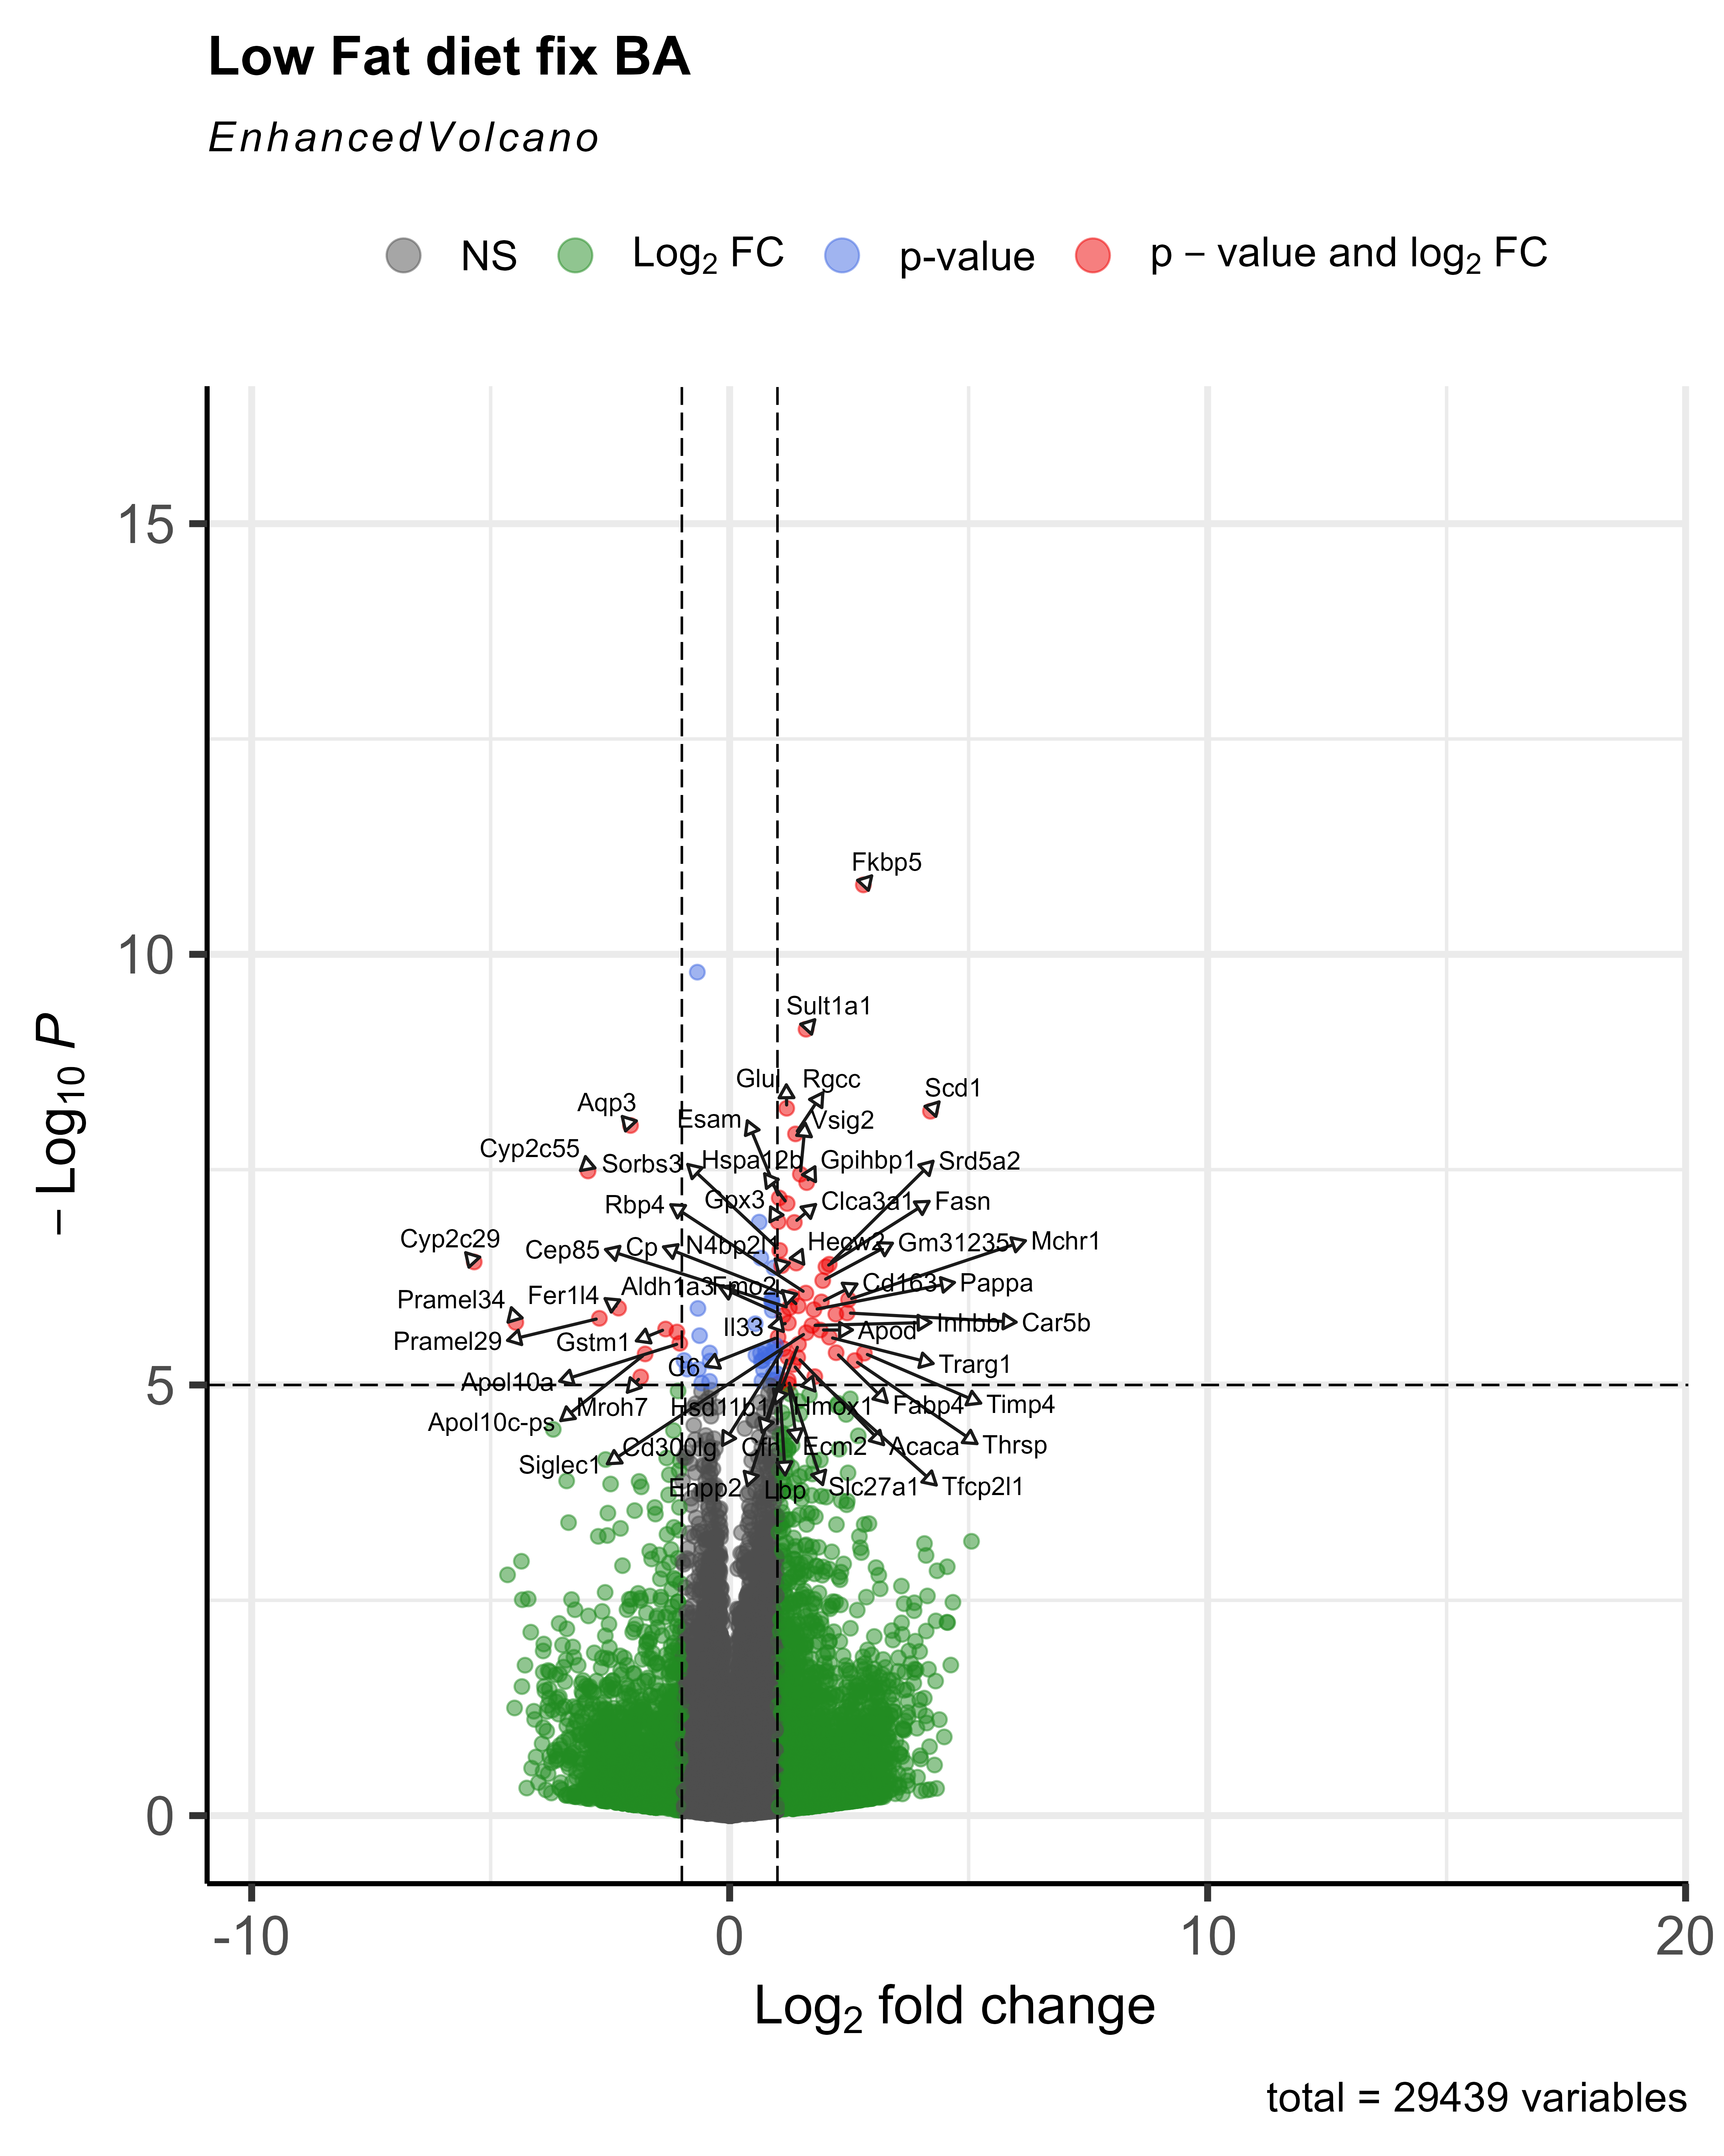 Low Fat diet fix BA
EnhancedVolcano
NS Log2 FC p-value p − value and log2 FC
15
10
5
0
− Log10 P
Fkbp5
Sult1a1
Glul Rgcc
Scd1
Aqp3
Esam Vsig2
Cyp2c55
Sorbs3 Hspa12b Gpihbp1 Srd5a2
Rbp4 Gpx3 Clca3a1 Fasn
Cyp2c29
Cep85 Cp N4bp2l1 Hecw2 Gm31235 Mchr1
Fer1l4 Aldh1a3 Fmo2 Cd163 Pappa
Pramel34
Il33 Apod Inhbb Car5b
Pramel29 Gstm1
C6 Trarg1
Apol10a
Mroh7 Hsd11b1 Hmox1 Fabp4 Timp4
Apol10c-ps
Cd300lg Cfh Ecm2 Acaca Thrsp
Siglec1
Enpp2 Lbp Slc27a1 Tfcp2l1
-10 0 10 20
Log2 fold change
total = 29439 variables